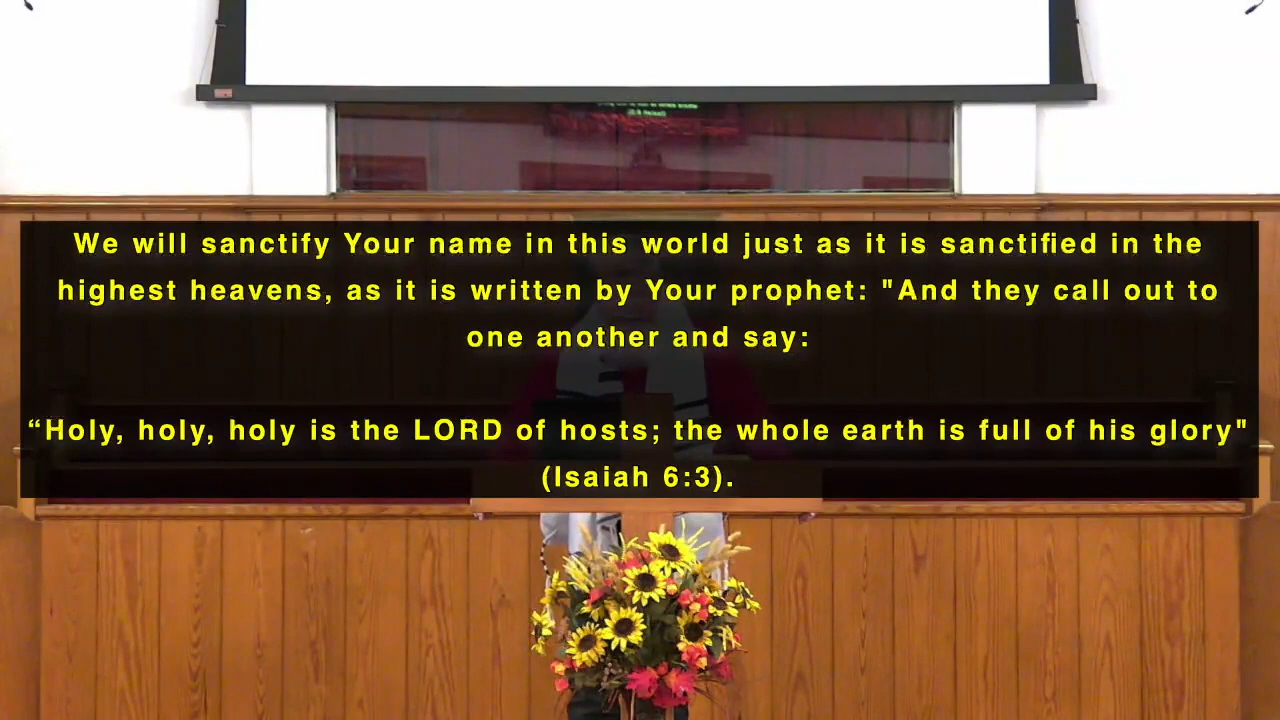 We will sanctify Your name in this world just as it is sanctified in the
highest heavens, as it is written by Your prophet: "And they call out to
one another and say:
“Holy, holy, holy is the LORD of hosts; the whole earth is full of his glory"
(Isaiah 6:3).